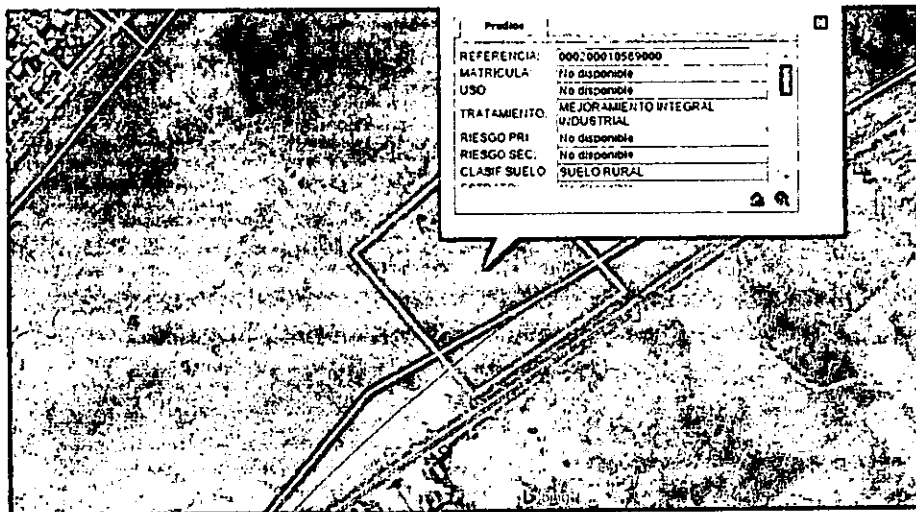 Predios
REFERENCIA: 000200010569000
MATRICULA: No disponible
USO No disponible
TRATAMIENTO: MEJORAMIENTO INTEGRAL
INDUSTRIAL
RIESGO PRI No disponible
RIESGO SEC: No disponible
CLASIF SUELO SUELO RURAL